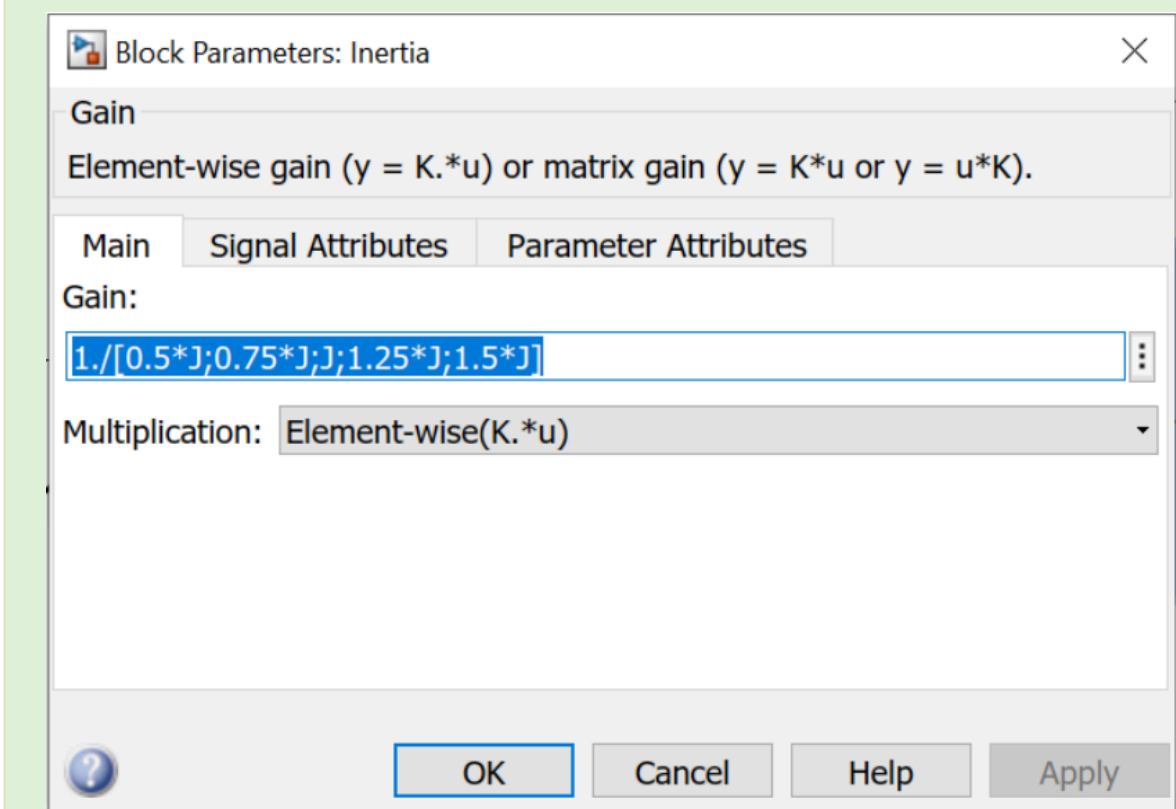 Block Parameters: Inertia
Gain
Element-wise gain (y = K.*u) or matrix gain (y = K*u or y = u*K).
Main Signal Attributes Parameter Attributes
Gain:
1./[0.5*J;0.75*J;J;1.25*J;1.5*J]
Multiplication: Element-wise(K.*u)
? OK Cancel Help Apply